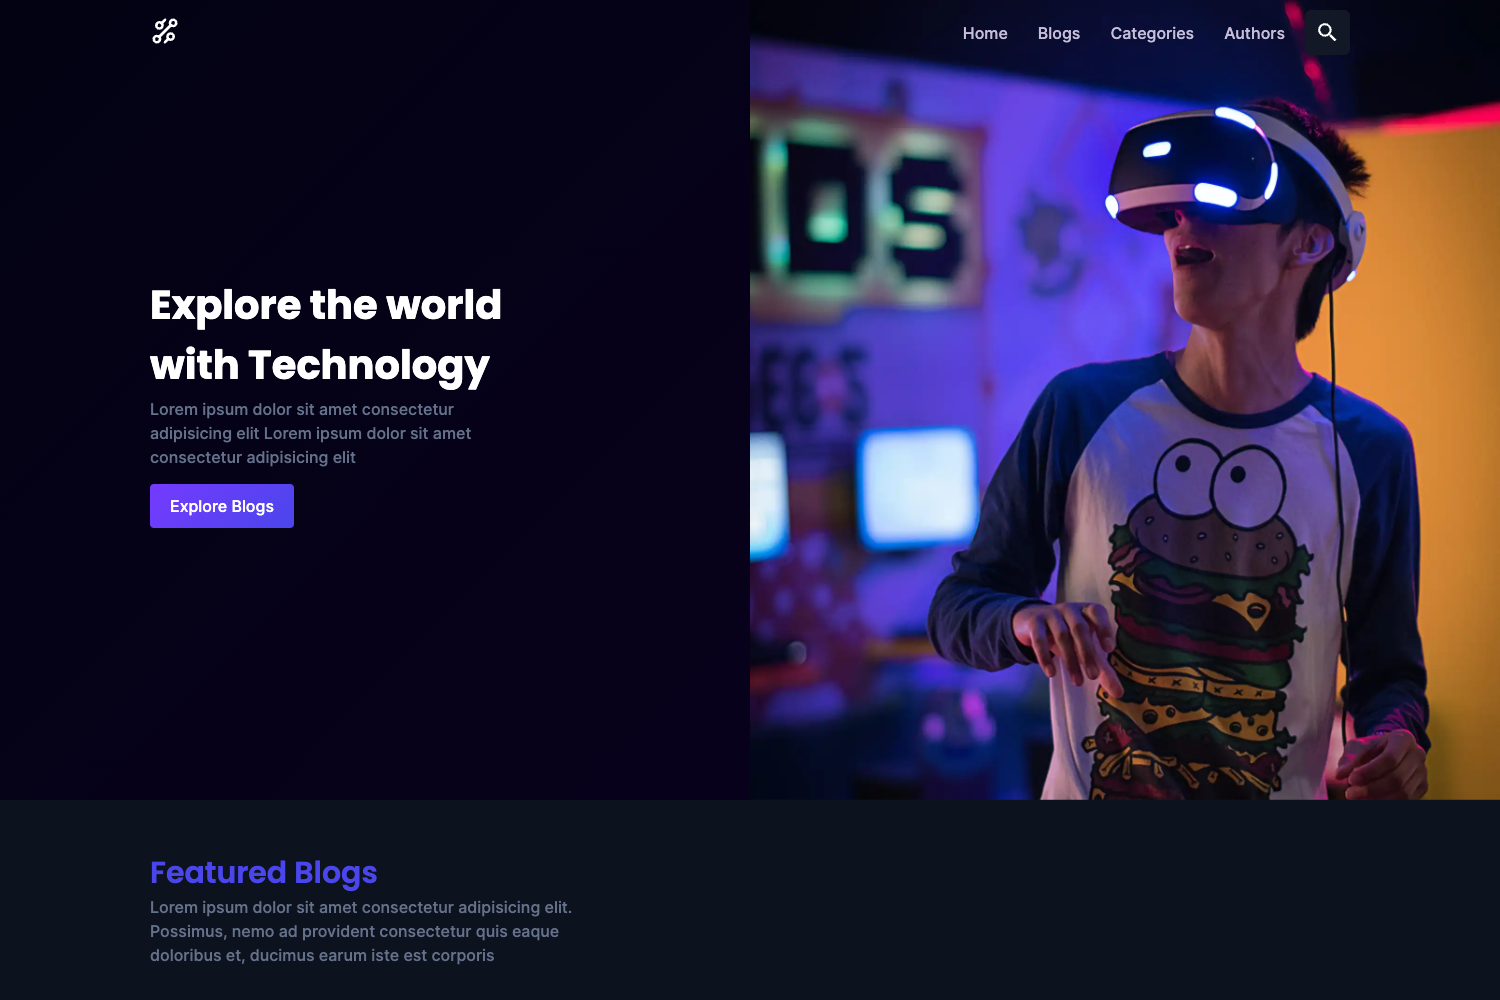 Home Blogs Categories Authors
Explore the world
with Technology
Lorem ipsum dolor sit amet consectetur
adipisicing elit Lorem ipsum dolor sit amet
consectetur adipisicing elit
Explore Blogs
Featured Blogs
Lorem ipsum dolor sit amet consectetur adipisicing elit.
Possimus, nemo ad provident consectetur quis eaque
doloribus et, ducimus earum iste est corporis